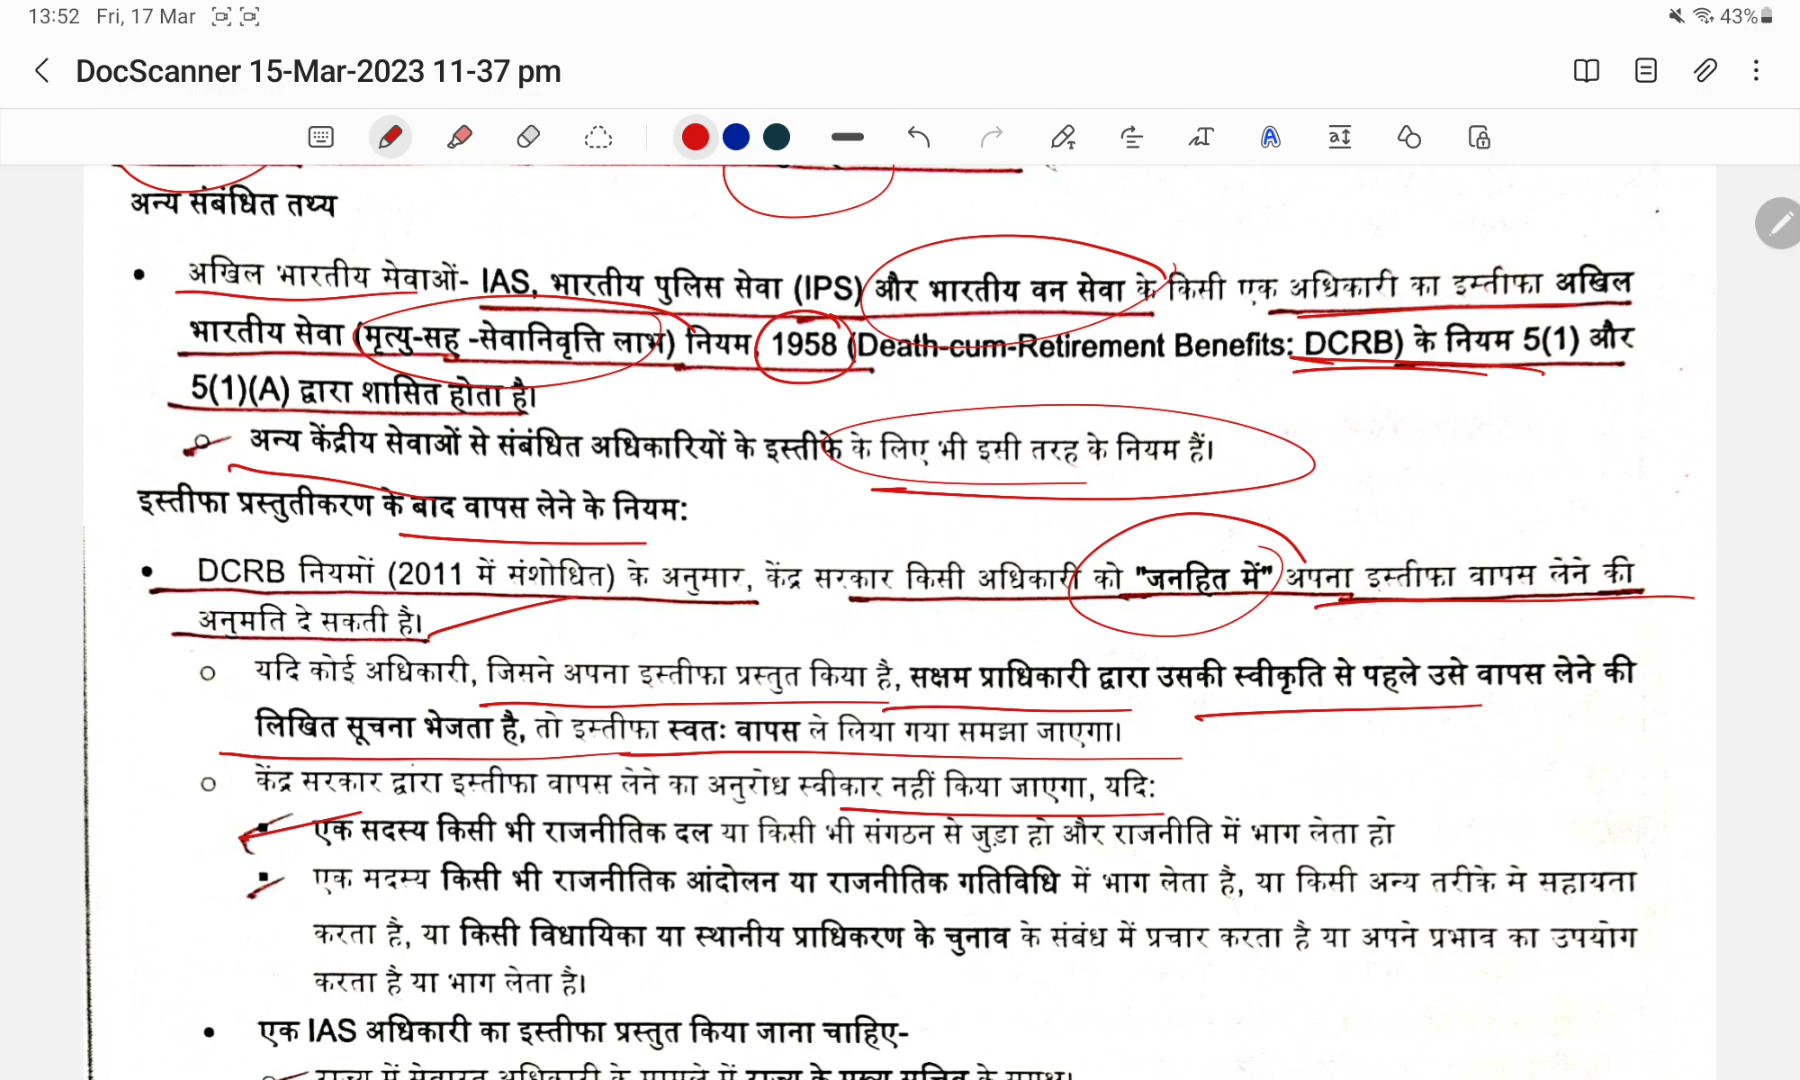 13:52 Fri, 17 Mar
43%
DocScanner 15-Mar-2023 11-37 pm
अन्य संबंधित तथ्य
• अखिल भारतीय सेवाओं- IAS, भारतीय पुलिस सेवा (IPS) और भारतीय वन सेवा के किसी एक अधिकारी का इस्तीफा अखिल
भारतीय सेवा (मृत्यु-सह -सेवानिवृत्ति लाभ) नियम, 1958 (Death-cum-Retirement Benefits: DCRB) के नियम 5(1) और
5(1)(A) द्वारा शासित होता है।
○ अन्य केंद्रीय सेवाओं से संबंधित अधिकारियों के इस्तीफे के लिए भी इसी तरह के नियम हैं।
इस्तीफा प्रस्तुतीकरण के बाद वापस लेने के नियम:
• DCRB नियमों (2011 में संशोधित) के अनुसार, केंद्र सरकार किसी अधिकारी को "जनहित में" अपना इस्तीफा वापस लेने की
अनुमति दे सकती है।
○ यदि कोई अधिकारी, जिसने अपना इस्तीफा प्रस्तुत किया है, सक्षम प्राधिकारी द्वारा उसकी स्वीकृति से पहले उसे वापस लेने की
लिखित सूचना भेजता है, तो इस्तीफा स्वतः वापस ले लिया गया समझा जाएगा।
○ केंद्र सरकार द्वारा इस्तीफा वापस लेने का अनुरोध स्वीकार नहीं किया जाएगा, यदि:
▪ एक सदस्य किसी भी राजनीतिक दल या किसी भी संगठन से जुड़ा हो और राजनीति में भाग लेता हो
▪ एक सदस्य किसी भी राजनीतिक आंदोलन या राजनीतिक गतिविधि में भाग लेता है, या किसी अन्य तरीके से सहायता
करता है, या किसी विधायिका या स्थानीय प्राधिकरण के चुनाव के संबंध में प्रचार करता है या अपने प्रभाव का उपयोग
करता है या भाग लेता है।
• एक IAS अधिकारी का इस्तीफा प्रस्तुत किया जाना चाहिए-
राज्य में सेवारत अधिकारी के मामले में राज्य के मुख्य सचिव के समक्ष।